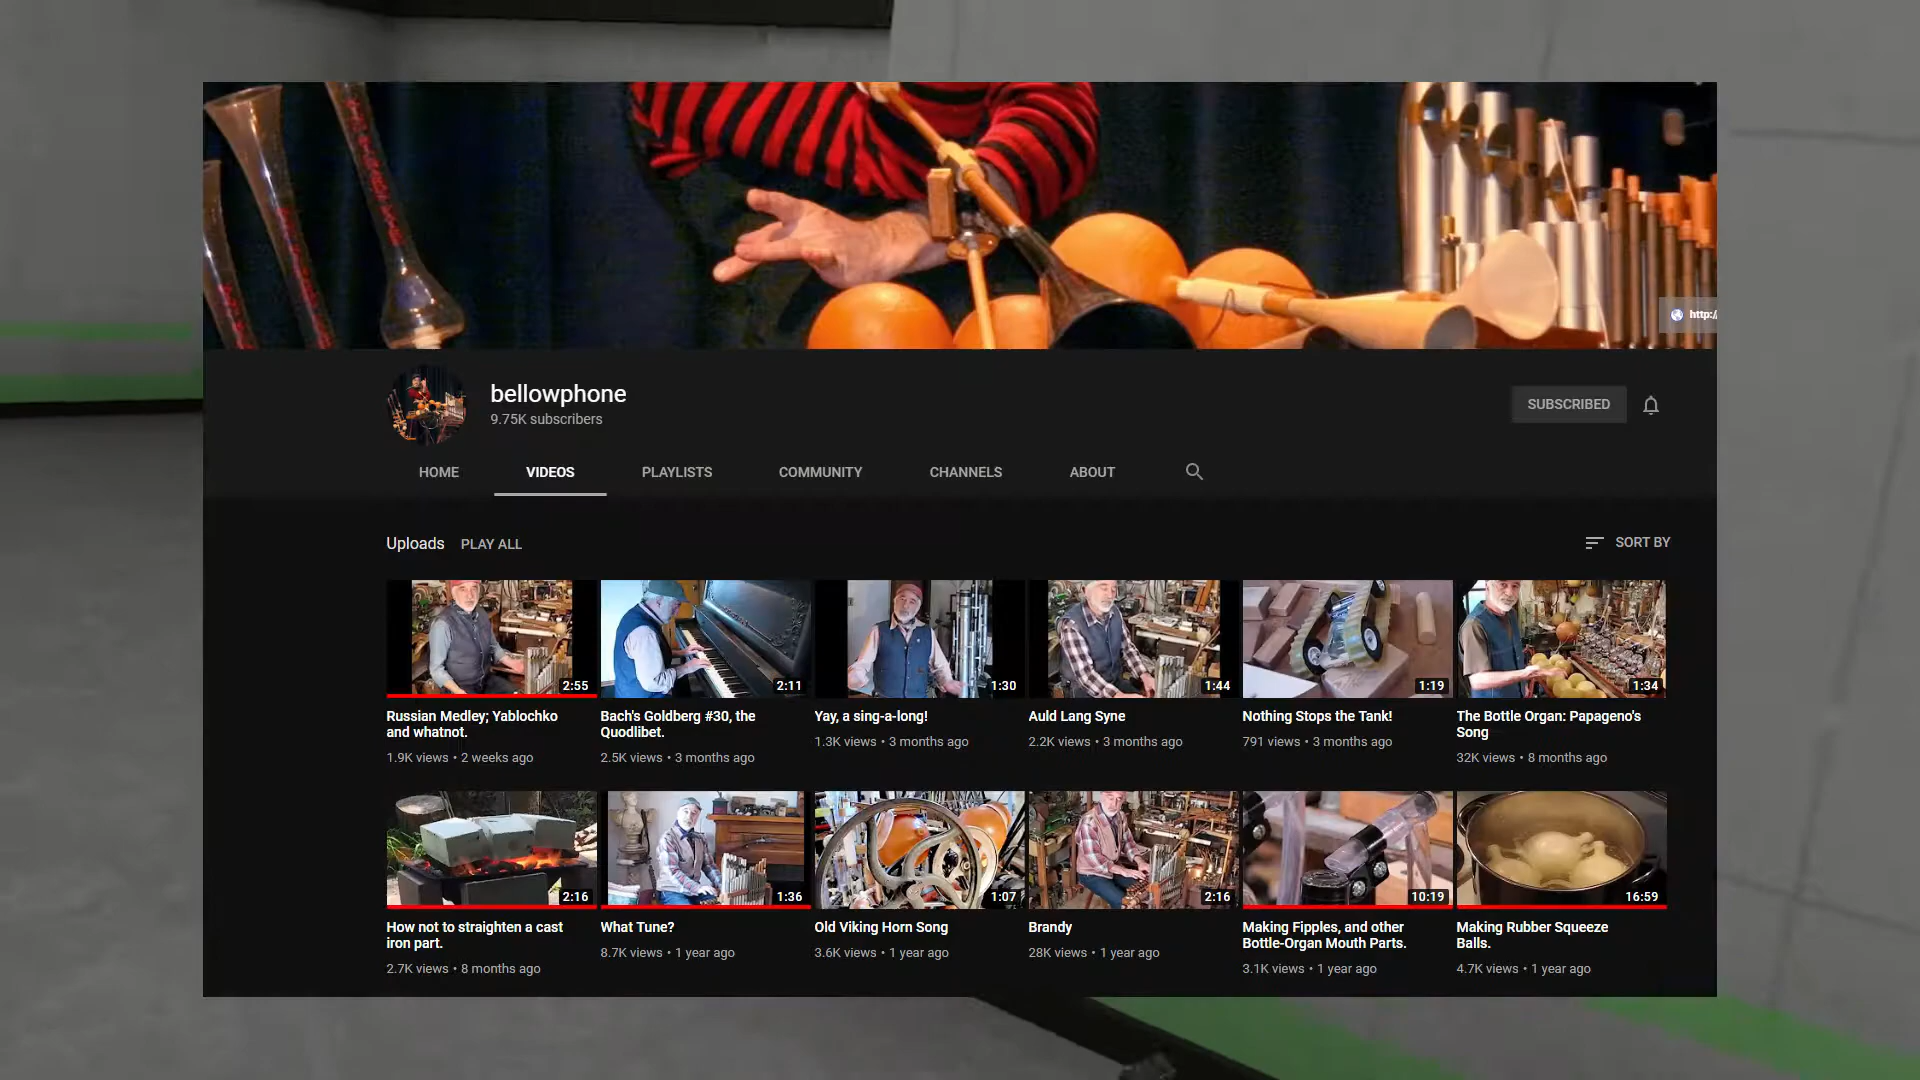 http:/
bellowphone
9.75K subscribers
SUBSCRIBED
HOME VIDEOS PLAYLISTS COMMUNITY CHANNELS ABOUT
Uploads PLAY ALL
SORT BY
2:55 2:11 1:30 1:44 1:19 1:34
Russian Medley; Yablochko
and whatnot.
1.9K views • 2 weeks ago
Bach's Goldberg #30, the
Quodlibet.
2.5K views • 3 months ago
Yay, a sing-a-long!
1.3K views • 3 months ago
Auld Lang Syne
2.2K views • 3 months ago
Nothing Stops the Tank!
791 views • 3 months ago
The Bottle Organ: Papageno's
Song
32K views • 8 months ago
2:16 1:36 1:07 2:16 10:19 16:59
How not to straighten a cast
iron part.
2.7K views • 8 months ago
What Tune?
8.7K views • 1 year ago
Old Viking Horn Song
3.6K views • 1 year ago
Brandy
28K views • 1 year ago
Making Fipples, and other
Bottle-Organ Mouth Parts.
3.1K views • 1 year ago
Making Rubber Squeeze
Balls.
4.7K views • 1 year ago